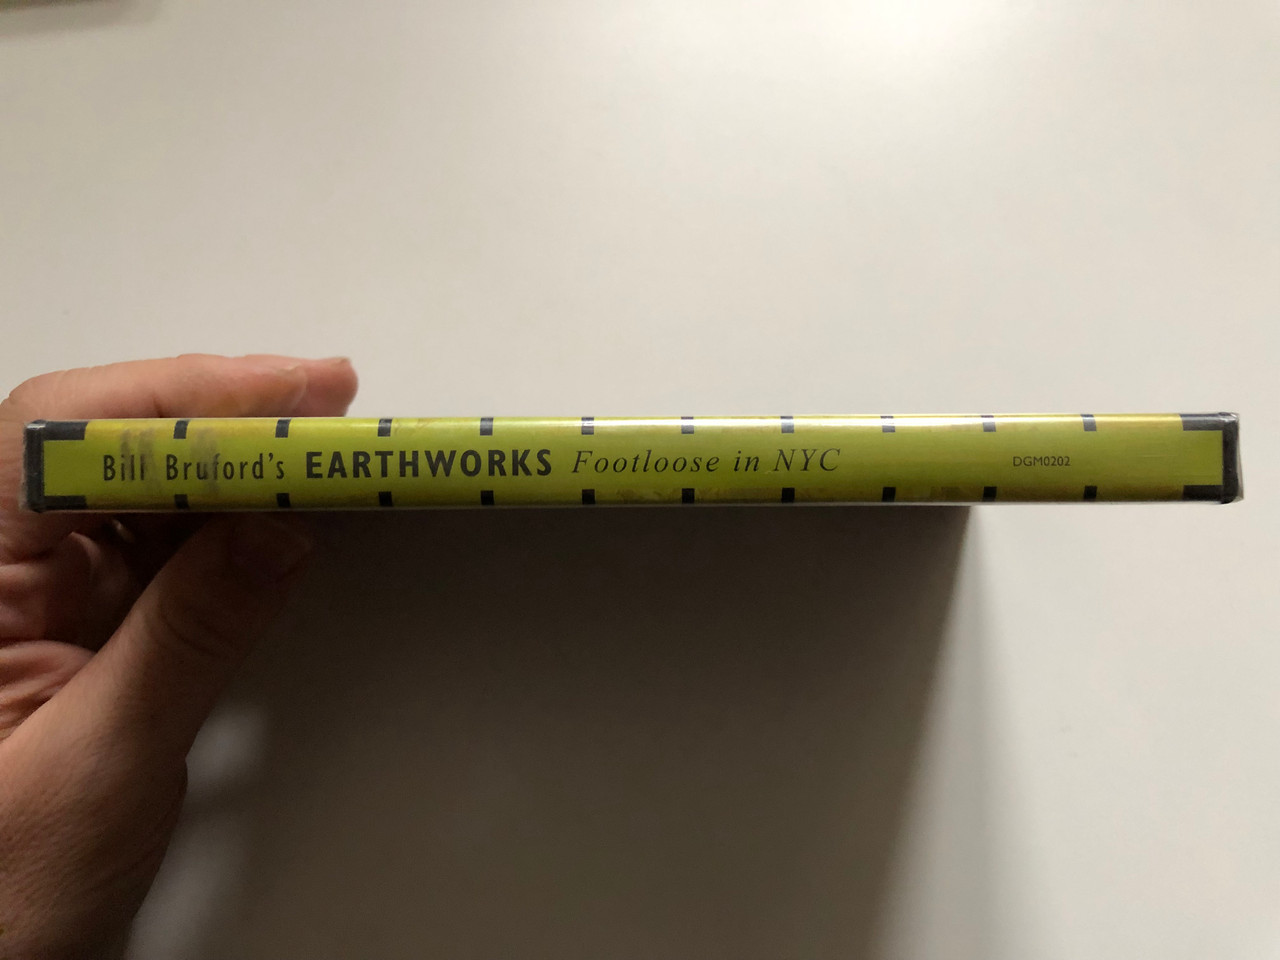 Bill Bruford's EARTHWORKS Footloose in NYC DGM0202